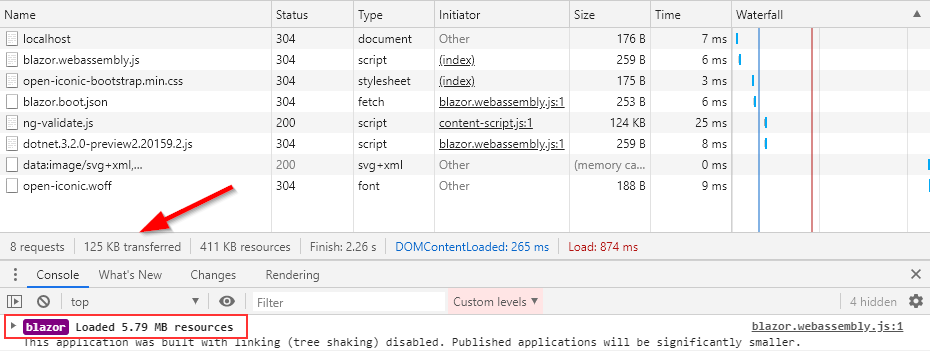 Name Status Type Initiator Size Time Waterfall
localhost 304 document Other 176 B 7 ms
blazor.webassembly.js 304 script (index) 259 B 6 ms
open-iconic-bootstrap.min.css 304 stylesheet (index) 175 B 3 ms
blazor.boot.json 304 fetch blazor.webassembly.js:1 253 B 6 ms
ng-validate.js 200 script content-script.js:1 124 KB 25 ms
dotnet.3.2.0-preview2.20159.2.js 304 script blazor.webassembly.js:1 259 B 8 ms
data:image/svg+xml,... 200 svg+xml Other (memory ca... 0 ms
open-iconic.woff 304 font Other 188 B 9 ms
8 requests 125 KB transferred 411 KB resources Finish: 2.26 s DOMContentLoaded: 265 ms Load: 874 ms
Console What's New Changes Rendering
top Filter Custom levels 4 hidden
blazor Loaded 5.79 MB resources blazor.webassembly.js:1
This application was built with linking (tree shaking) disabled. Published applications will be significantly smaller.